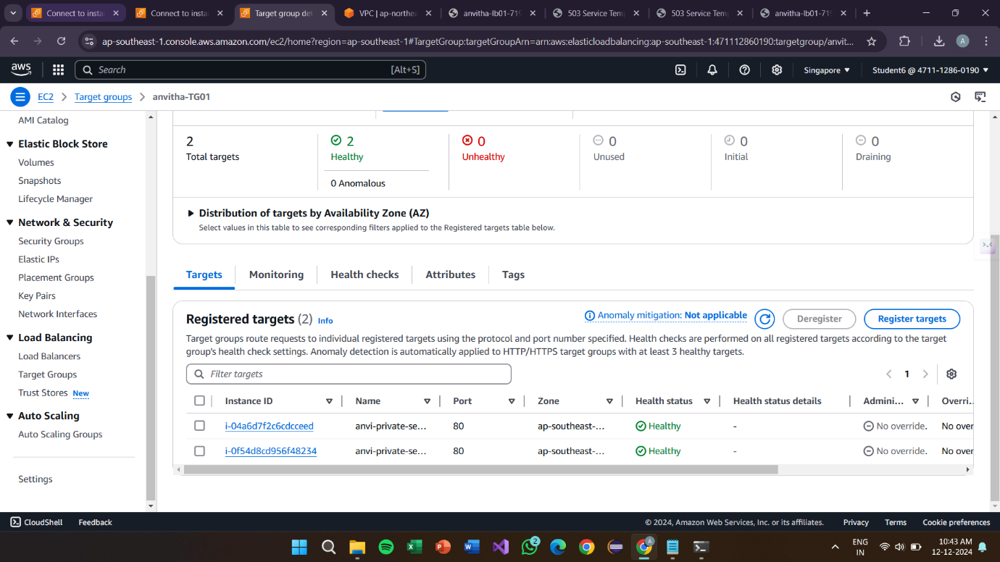 Connect to insta
Connect to insta
Target group det
VPC | ap-northea
anvitha-lb01-719
503 Service Temp
503 Service Temp
anvitha-lb01-719
ap-southeast-1.console.aws.amazon.com/ec2/home?region=ap-southeast-1#TargetGroup:targetGroupArn=arn:aws:elasticloadbalancing:ap-southeast-1:471112860190:targetgroup/anvit...
A
aws
Search
[Alt+S]
Singapore
Student6 @ 4711-1286-0190
EC2
Target groups
anvitha-TG01
AMI Catalog
Elastic Block Store
Volumes
Snapshots
Lifecycle Manager
Network & Security
Security Groups
Elastic IPs
Placement Groups
Key Pairs
Network Interfaces
Load Balancing
Load Balancers
Target Groups
Trust Stores New
Auto Scaling
Auto Scaling Groups
Settings
2
Total targets
2
Healthy
0 Anomalous
0
Unhealthy
0
Unused
0
Initial
0
Draining
Distribution of targets by Availability Zone (AZ)
Select values in this table to see corresponding filters applied to the Registered targets table below.
Targets
Monitoring
Health checks
Attributes
Tags
Registered targets (2) Info
Anomaly mitigation: Not applicable
Deregister
Register targets
Target groups route requests to individual registered targets using the protocol and port number specified. Health checks are performed on all registered targets according to the target
group's health check settings. Anomaly detection is automatically applied to HTTP/HTTPS target groups with at least 3 healthy targets.
Filter targets
1
Instance ID Name Port Zone Health status Health status details Admini... Overri..
i-04a6d7f2c6cdcceed anvi-private-se... 80 ap-southeast-... Healthy - No override. No over
i-0f54d8cd956f48234 anvi-private-se... 80 ap-southeast-... Healthy - No override. No over
CloudShell
Feedback
© 2024, Amazon Web Services, Inc. or its affiliates.
Privacy
Terms
Cookie preferences
2
A
ENG
IN
10:43 AM
12-12-2024